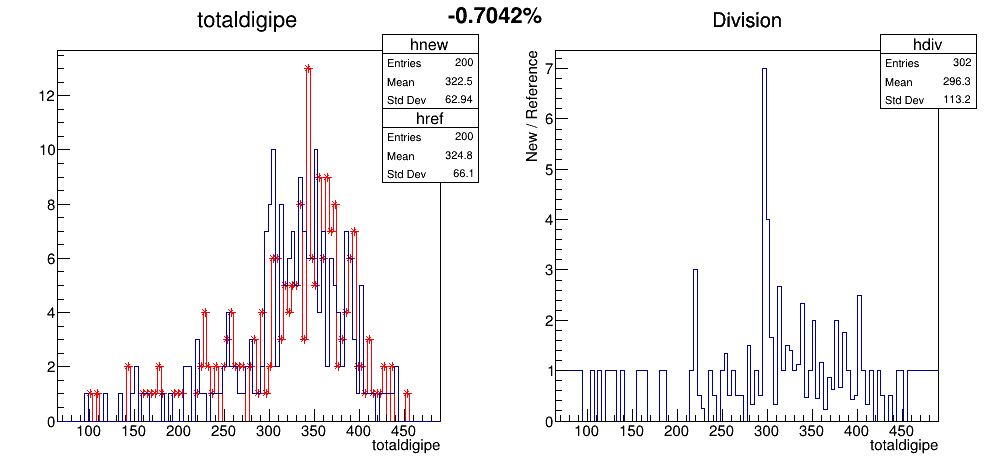 -0.7042%
totaldigipe
hnew
Entries 200
Mean 322.5
Std Dev 62.94
href
Entries 200
Mean 324.8
Std Dev 66.1
12
10
8
6
4
2
0
100 150 200 250 300 350 400 450
totaldigipe
Division
hdiv
Entries 302
Mean 296.3
Std Dev 113.2
New / Reference
7
6
5
4
3
2
1
0
100 150 200 250 300 350 400 450
totaldigipe